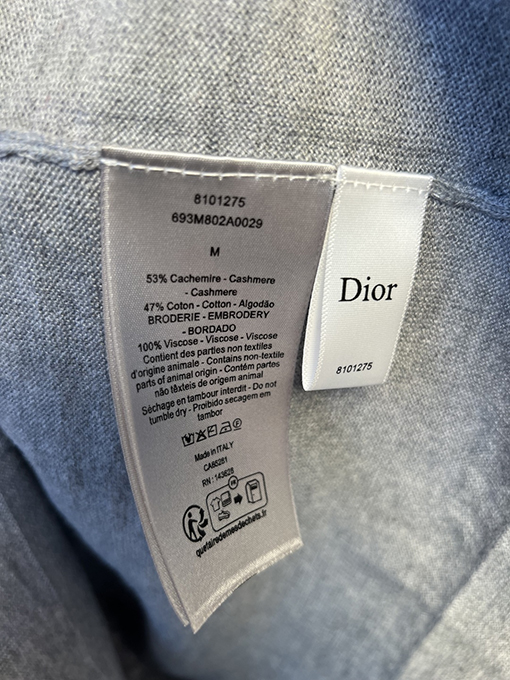 8101275
693M802A0029
M
53% Cachemire - Cashmere
- Cashmere
47% Coton - Cotton - Algodão
BRODERIE - EMBRODERY
- BORDADO
100% Viscose - Viscose - Viscose
Contient des parties non textiles
d'origine animale - Contains non-textile
parts of animal origin - Contém partes
não têxteis de origem animal
Séchage en tambour interdit - Do not
tumble dry - Proibido secagem em
tambor
Made in ITALY
CA85281
RN : 143628
FR
quefairedemesdechets.fr
Dior
8101275